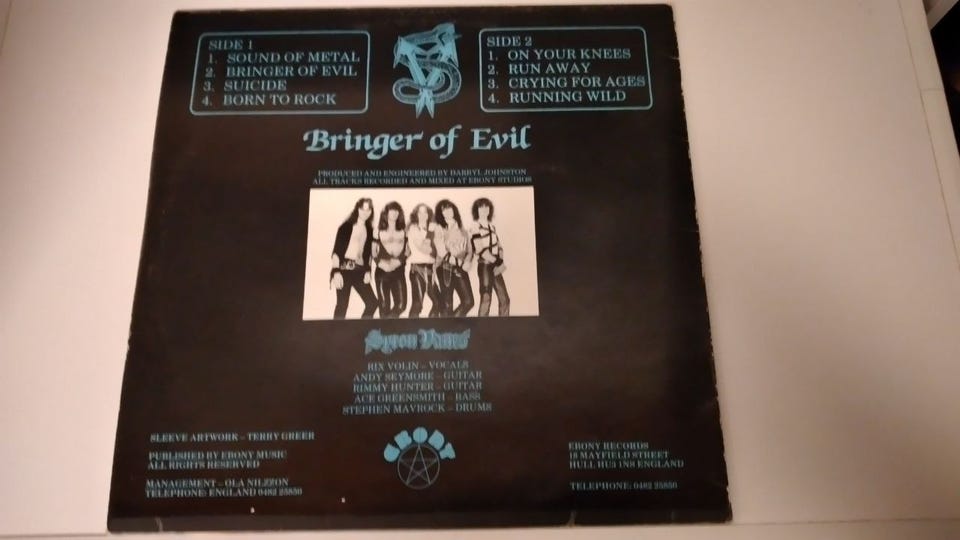 SIDE 1
1. SOUND OF METAL
2. BRINGER OF EVIL
3. SUICIDE
4. BORN TO ROCK
SIDE 2
1. ON YOUR KNEES
2. RUN AWAY
3. CRYING FOR AGES
4. RUNNING WILD
Bringer of Evil
PRODUCED AND ENGINEERED BY DARRYL JOHNSTON
ALL TRACKS RECORDED AND MIXED AT EBONY STUDIOS
Syron Vanes
RIX VOLIN – VOCALS
ANDY SEYMORE – GUITAR
RIMMY HUNTER – GUITAR
ACE GREENSMITH – BASS
STEPHEN MAVROCK – DRUMS
SLEEVE ARTWORK – TERRY GREER
PUBLISHED BY EBONY MUSIC
ALL RIGHTS RESERVED
MANAGEMENT – OLA NILZZON
TELEPHONE: ENGLAND 0482 25850
EBONY
EBONY RECORDS
18 MAYFIELD STREET
HULL HU3 1NS ENGLAND
TELEPHONE: 0482 25850